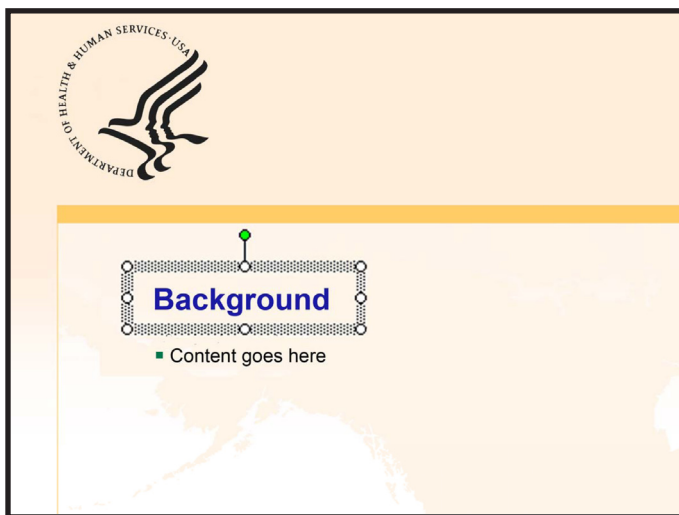 DEPARTMENT OF HEALTH & HUMAN SERVICES · USA
Background
Content goes here